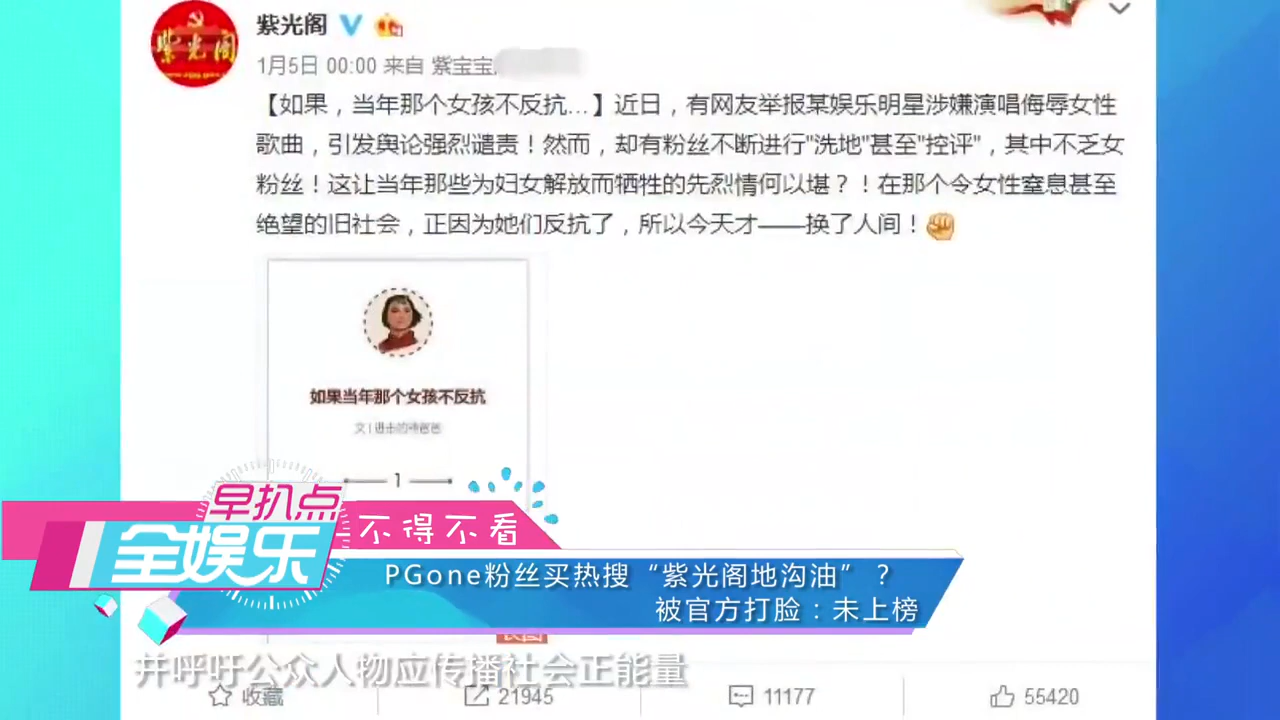 紫光阁
紫光阁
1月5日 00:00 来自 紫宝宝
【如果，当年那个女孩不反抗...】近日，有网友举报某娱乐明星涉嫌演唱侮辱女性
歌曲，引发舆论强烈谴责！然而，却有粉丝不断进行"洗地"甚至"控评"，其中不乏女
粉丝！这让当年那些为妇女解放而牺牲的先烈情何以堪？！在那个令女性窒息甚至
绝望的旧社会，正因为她们反抗了，所以今天才——换了人间！
如果当年那个女孩不反抗
1
早扒点
全娱乐
不得不看
PGone粉丝买热搜“紫光阁地沟油”？
被官方打脸：未上榜
长图
并呼吁公众人物应传播社会正能量
收藏
21945
11177
55420